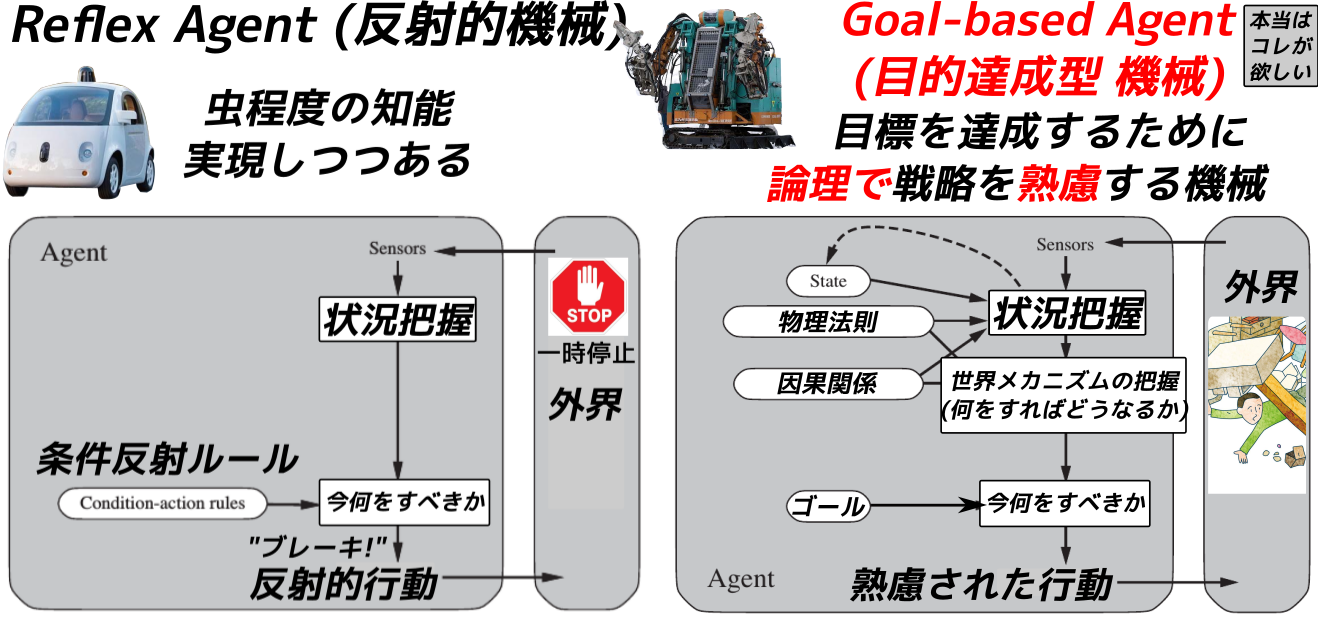 Reflex Agent (反射的機械)
虫程度の知能
実現しつつある
Agent
Sensors
状況把握
STOP
一時停止
外界
条件反射ルール
Condition-action rules
今何をすべきか
"ブレーキ!"
反射的行動
Goal-based Agent
(目的達成型 機械)
本当は
コレが
欲しい
目標を達成するために
論理で戦略を熟慮する機械
Sensors
State
状況把握
物理法則
因果関係
世界メカニズムの把握
(何をすればどうなるか)
外界
ゴール
今何をすべきか
Agent
熟慮された行動